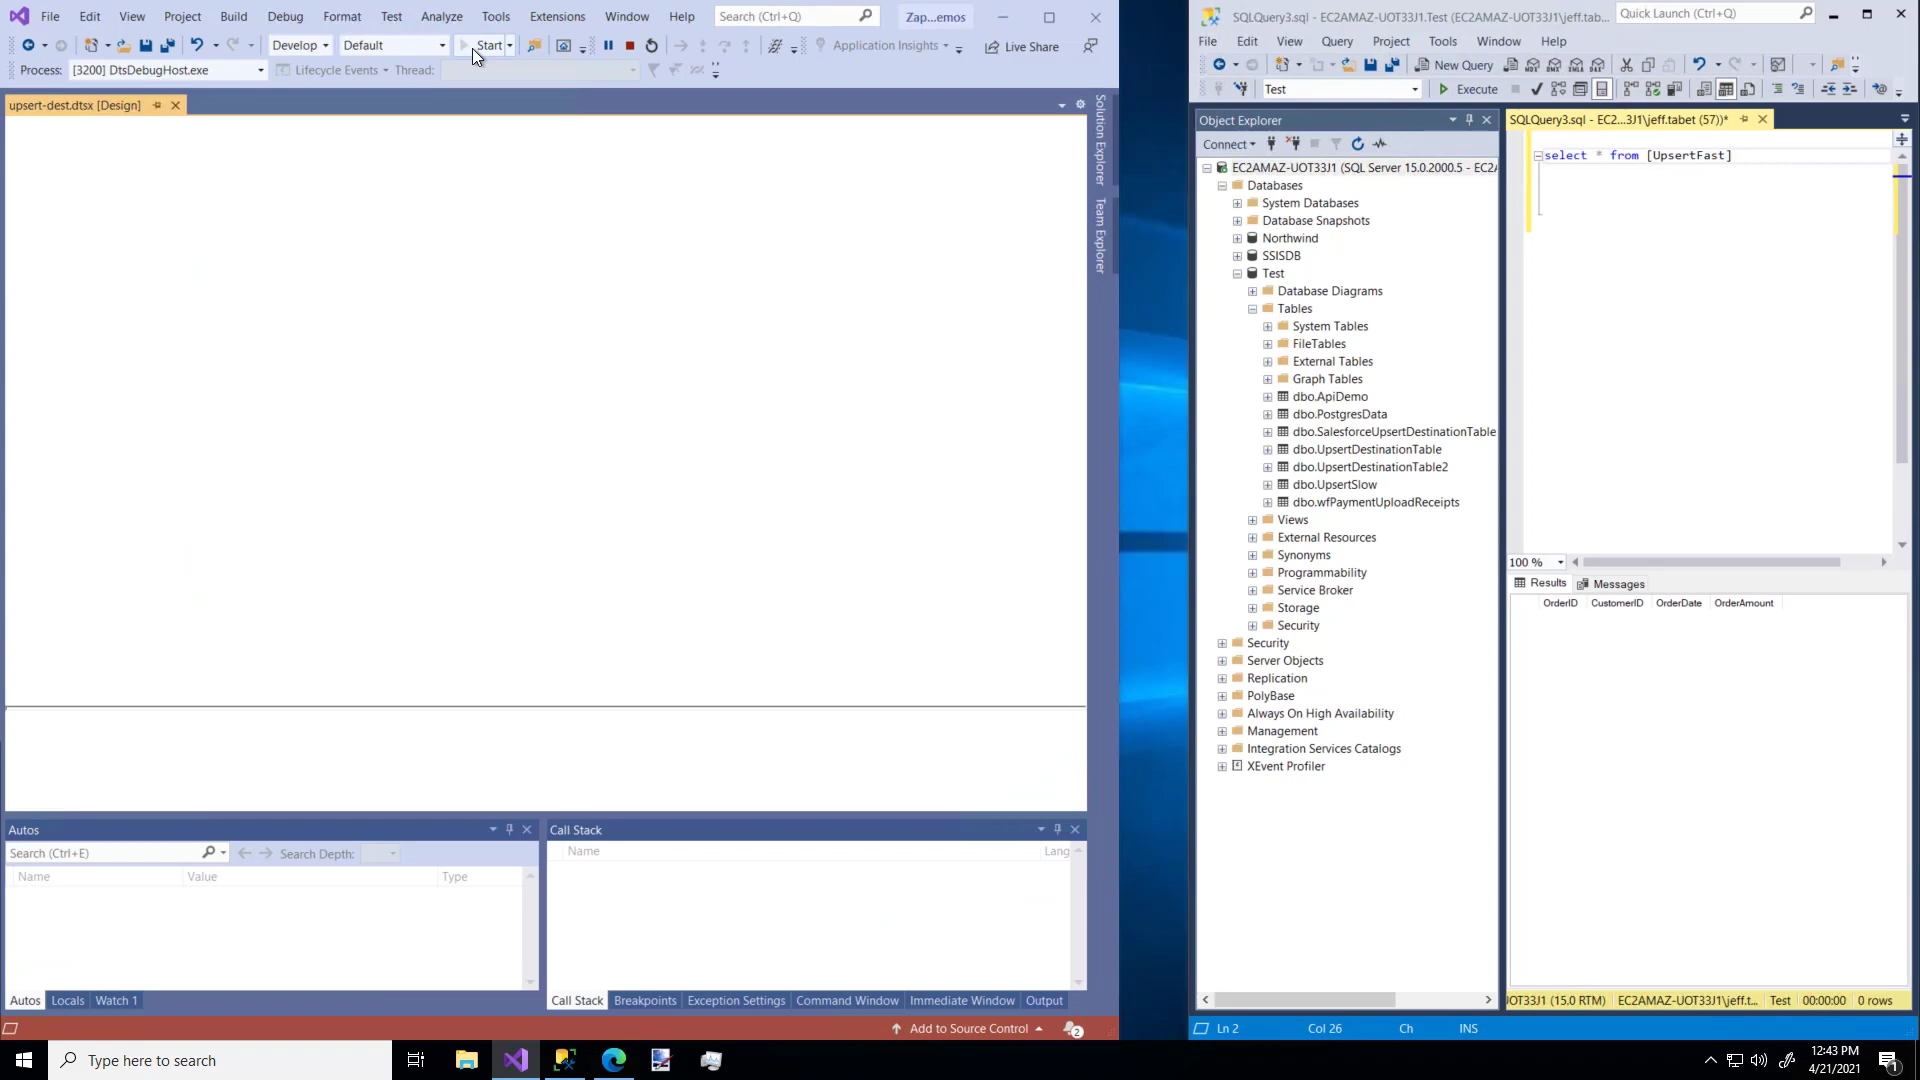 File Edit View Project Build Debug Format Test Analyze Tools Extensions Window Help Search (Ctrl+Q) Zap...emos
Develop Default Start Application Insights Live Share
Process: [3200] DtsDebugHost.exe Lifecycle Events Thread:
upsert-dest.dtsx [Design]
Solution Explorer
Team Explorer
Autos
Search (Ctrl+E) Search Depth:
Name Value Type
Autos Locals Watch 1
Call Stack
Name Lang
Call Stack Breakpoints Exception Settings Command Window Immediate Window Output
Add to Source Control 2
SQLQuery3.sql - EC2AMAZ-UOT33J1.Test (EC2AMAZ-UOT33J1\jeff.tab... Quick Launch (Ctrl+Q)
File Edit View Query Project Tools Window Help
New Query
Test Execute
Object Explorer
Connect
EC2AMAZ-UOT33J1 (SQL Server 15.0.2000.5 - EC2A
Databases
System Databases
Database Snapshots
Northwind
SSISDB
Test
Database Diagrams
Tables
System Tables
FileTables
External Tables
Graph Tables
dbo.ApiDemo
dbo.PostgresData
dbo.SalesforceUpsertDestinationTable
dbo.UpsertDestinationTable
dbo.UpsertDestinationTable2
dbo.UpsertSlow
dbo.wfPaymentUploadReceipts
Views
External Resources
Synonyms
Programmability
Service Broker
Storage
Security
Security
Server Objects
Replication
PolyBase
Always On High Availability
Management
Integration Services Catalogs
XEvent Profiler
SQLQuery3.sql - EC2...3J1\jeff.tabet (57))*
select * from [UpsertFast]
100 %
Results Messages
OrderID CustomerID OrderDate OrderAmount
OT33J1 (15.0 RTM) EC2AMAZ-UOT33J1\jeff.t... Test 00:00:00 0 rows
Ln 2 Col 26 Ch INS
Type here to search
12:43 PM
4/21/2021
1